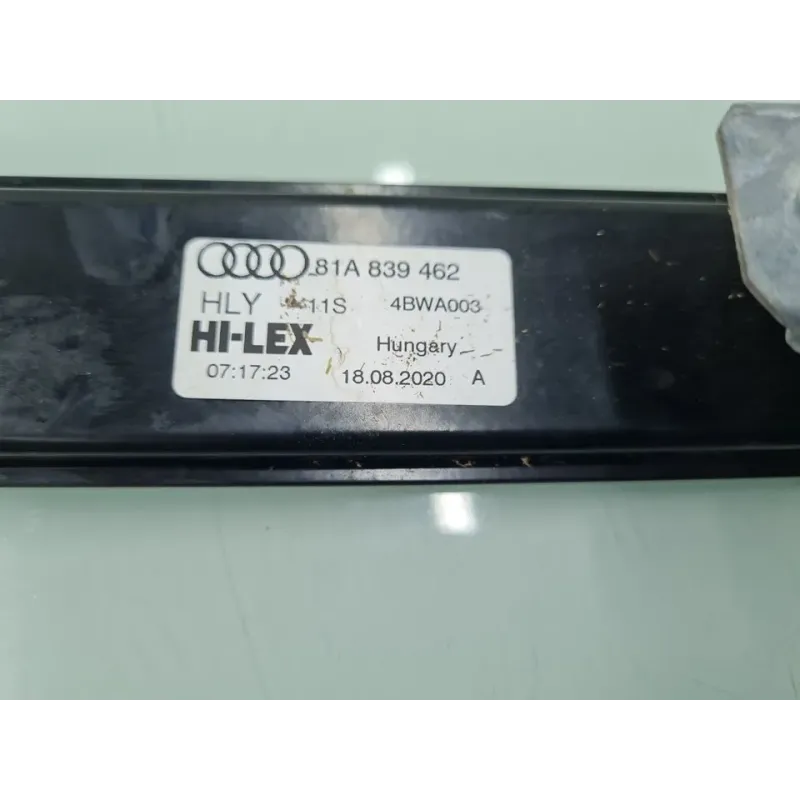 81A 839 462
HLY 11S 4BWA003
HI-LEX Hungary
07:17:23 18.08.2020 A